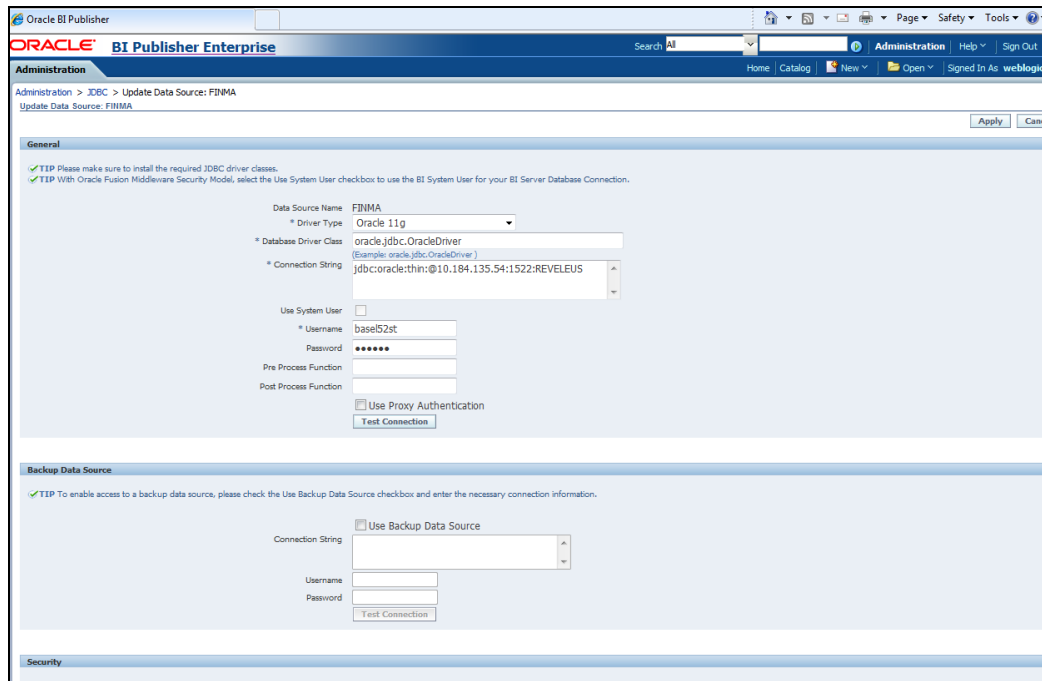 Oracle BI Publisher
Page Safety Tools
ORACLE BI Publisher Enterprise Search All Administration Help Sign Out
Administration Home Catalog New Open Signed In As weblogic
Administration > JDBC > Update Data Source: FINMA
Update Data Source: FINMA
Apply
General
TIP Please make sure to install the required JDBC driver classes.
TIP With Oracle Fusion Middleware Security Model, select the Use System User checkbox to use the BI System User for your BI Server Database Connection.
Data Source Name FINMA
* Driver Type Oracle 11g
* Database Driver Class oracle.jdbc.OracleDriver
(Example: oracle.jdbc.OracleDriver )
* Connection String jdbc:oracle:thin:@10.184.135.54:1522:REVELEUS
Use System User
* Username basel52st
Password ••••••
Pre Process Function
Post Process Function
Use Proxy Authentication
Test Connection
Backup Data Source
TIP To enable access to a backup data source, please check the Use Backup Data Source checkbox and enter the necessary connection information.
Use Backup Data Source
Connection String
Username
Password
Test Connection
Security